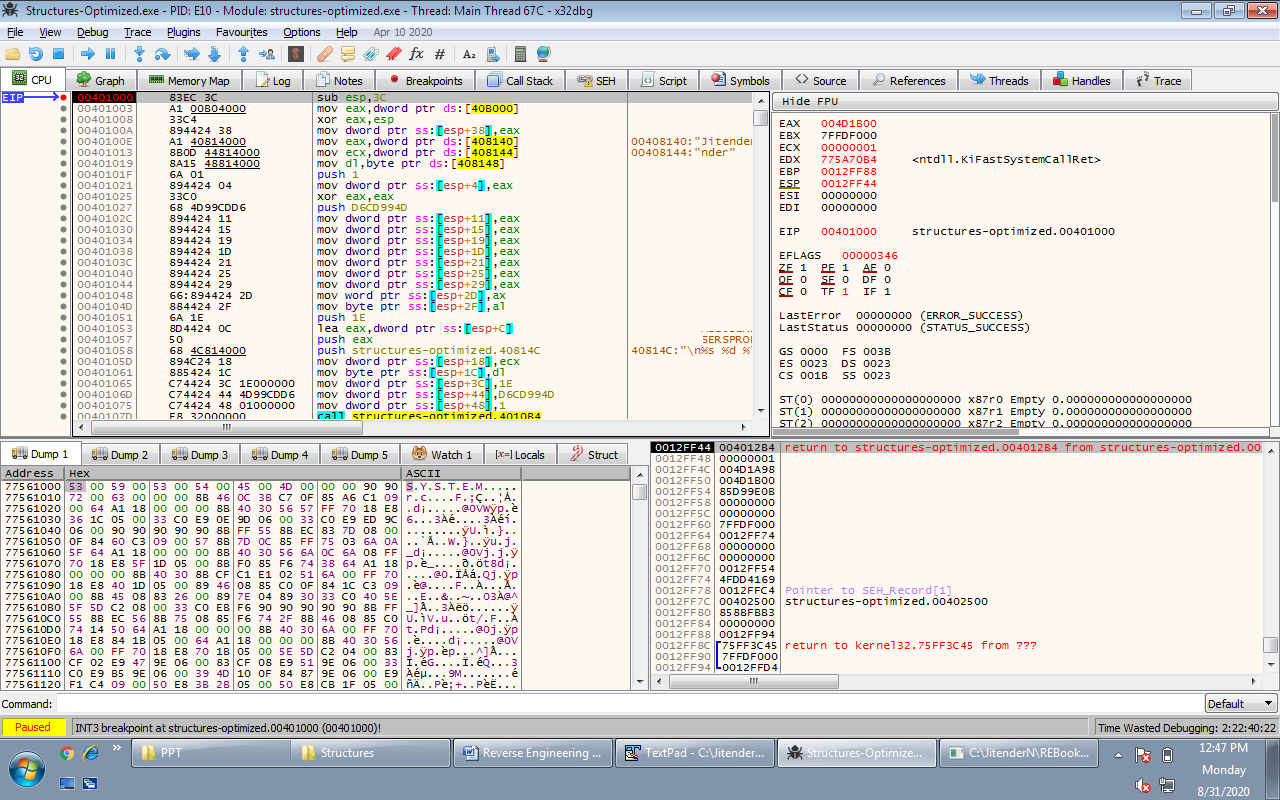 Structures-Optimized.exe - PID: E10 - Module: structures-optimized.exe - Thread: Main Thread 67C - x32dbg
File View Debug Trace Plugins Favourites Options Help Apr 10 2020
CPU Graph Memory Map Log Notes Breakpoints Call Stack SEH Script Symbols Source References Threads Handles Trace
EIP
00401000 83EC 3C sub esp,3C
00401003 A1 00B04000 mov eax,dword ptr ds:[40B000]
00401008 33C4 xor eax,esp
0040100A 894424 38 mov dword ptr ss:[esp+38],eax
0040100E A1 40814000 mov eax,dword ptr ds:[408140] 00408140:"Jitender
00401013 8B0D 44814000 mov ecx,dword ptr ds:[408144] 00408144:"nder"
00401019 8A15 48814000 mov dl,byte ptr ds:[408148]
0040101F 6A 01 push 1
00401021 894424 04 mov dword ptr ss:[esp+4],eax
00401025 33C0 xor eax,eax
00401027 68 4D99CDD6 push D6CD994D
0040102C 894424 11 mov dword ptr ss:[esp+11],eax
00401030 894424 15 mov dword ptr ss:[esp+15],eax
00401034 894424 19 mov dword ptr ss:[esp+19],eax
00401038 894424 1D mov dword ptr ss:[esp+1D],eax
0040103C 894424 21 mov dword ptr ss:[esp+21],eax
00401040 894424 25 mov dword ptr ss:[esp+25],eax
00401044 894424 29 mov dword ptr ss:[esp+29],eax
00401048 66:894424 2D mov word ptr ss:[esp+2D],ax
0040104D 884424 2F mov byte ptr ss:[esp+2F],al
00401051 6A 1E push 1E
00401053 8D4424 0C lea eax,dword ptr ss:[esp+C]
00401057 50 push eax SERSPRO
00401058 68 4C814000 push structures-optimized.40814C 40814C:"\n%s %d %
0040105D 894C24 18 mov dword ptr ss:[esp+18],ecx
00401061 885424 1C mov byte ptr ss:[esp+1C],dl
00401065 C74424 3C 1E000000 mov dword ptr ss:[esp+3C],1E
0040106D C74424 44 4D99CDD6 mov dword ptr ss:[esp+44],D6CD994D
00401075 C74424 48 01000000 mov dword ptr ss:[esp+48],1
0040107D E8 32000000 call structures-optimized.4010B4
Hide FPU
EAX 004D1B00
EBX 7FFDF000
ECX 00000001
EDX 775A70B4 <ntdll.KiFastSystemCallRet>
EBP 0012FF88
ESP 0012FF44
ESI 00000000
EDI 00000000
EIP 00401000 structures-optimized.00401000
EFLAGS 00000346
ZF 1 PF 1 AF 0
OF 0 SF 0 DF 0
CF 0 TF 1 IF 1
LastError 00000000 (ERROR_SUCCESS)
LastStatus 00000000 (STATUS_SUCCESS)
GS 0000 FS 003B
ES 0023 DS 0023
CS 001B SS 0023
ST(0) 00000000000000000000 x87r0 Empty 0.000000000000000000
ST(1) 00000000000000000000 x87r1 Empty 0.000000000000000000
ST(2) 00000000000000000000 x87r2 Empty 0.000000000000000000
Dump 1 Dump 2 Dump 3 Dump 4 Dump 5 Watch 1 Locals Struct
Address Hex ASCII
77561000 53 00 59 00 53 00 54 00 45 00 4D 00 00 00 90 90 S.Y.S.T.E.M.....
77561010 72 00 63 00 00 00 8B 46 0C 3B C7 0F 85 A6 C1 09
77561020 00 64 A1 18 00 00 00 8B 40 30 56 57 FF 70 18 E8
77561030 36 1C 05 00 33 C0 E9 0E 9D 06 00 33 C0 E9 ED 9C
77561040 06 00 90 90 90 90 90 8B FF 55 8B EC 83 7D 08 00
77561050 0F 84 60 C3 09 00 57 8B 7D 0C 85 FF 75 03 6A 0A
77561060 5F 64 A1 18 00 00 00 8B 40 30 56 6A 0C 6A 08 FF
77561070 70 18 E8 5F 1D 05 00 8B F0 85 F6 74 38 64 A1 18
77561080 00 00 00 8B 40 30 8B CF C1 E1 02 51 6A 00 FF 70
77561090 18 E8 40 1D 05 00 89 46 08 85 C0 0F 84 1C C3 09
775610A0 00 8B 45 08 83 26 00 89 7E 04 89 30 33 C0 40 5E
775610B0 5F 5D C2 08 00 33 C0 EB F6 90 90 90 90 90 8B FF
775610C0 55 8B EC 56 8B 75 08 85 F6 74 2F 8B 46 08 85 C0
775610D0 74 14 50 64 A1 18 00 00 00 8B 40 30 6A 00 FF 70
775610E0 18 E8 84 1B 05 00 64 A1 18 00 00 00 8B 40 30 56
775610F0 6A 00 FF 70 18 E8 70 1B 05 00 5E 5D C2 04 00 83
77561100 CF 02 E9 47 9E 06 00 83 CF 08 E9 51 9E 06 00 33
77561110 C0 E9 B5 9E 06 00 39 4D 10 0F 84 87 9E 06 00 E9
77561120 F1 C4 09 00 50 E8 3B 2B 05 00 50 E8 CB 1F 05 00
0012FF44 004012B4 return to structures-optimized.004012B4 from structures-optimized.00
0012FF48 00000001
0012FF4C 004D1A98
0012FF50 004D1B00
0012FF54 85D99E0B
0012FF58 00000000
0012FF5C 00000000
0012FF60 7FFDF000
0012FF64 0012FF74
0012FF68 00000000
0012FF6C 00000000
0012FF70 0012FF54
0012FF74 4FDD4169
0012FF78 0012FFC4 Pointer to SEH_Record[1]
0012FF7C 00402500 structures-optimized.00402500
0012FF80 858BFBB3
0012FF84 00000000
0012FF88 0012FF94
0012FF8C 75FF3C45 return to kernel32.75FF3C45 from ???
0012FF90 7FFDF000
0012FF94 0012FFD4
Command: Default
Paused INT3 breakpoint at structures-optimized.00401000 (00401000)! Time Wasted Debugging: 2:22:40:22
PPT Structures Reverse Engineering ... TextPad - C:\Jitender... Structures-Optimize... C:\JitenderN\REBook...
12:47 PM
Monday
8/31/2020